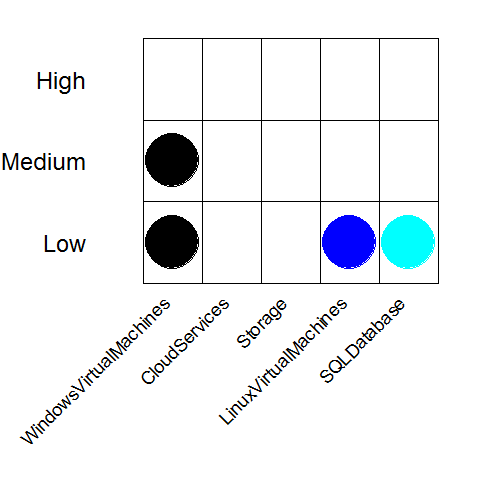 High
Medium
Low
WindowsVirtualMachines
CloudServices
Storage
LinuxVirtualMachines
SQLDatabase